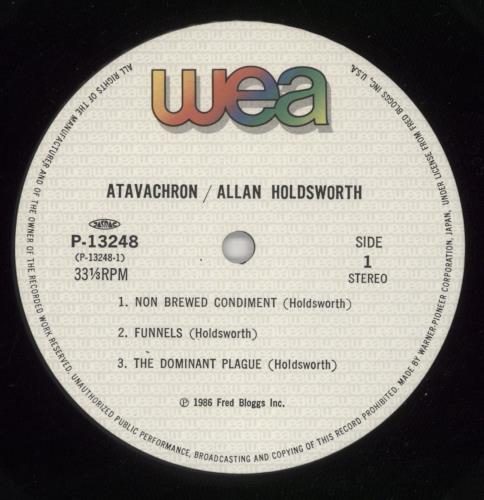 wea
ATAVACHRON / ALLAN HOLDSWORTH
JASRAC
P-13248
(P-13248-1)
33⅓RPM
SIDE
1
STEREO
1. NON BREWED CONDIMENT (Holdsworth)
2. FUNNELS (Holdsworth)
3. THE DOMINANT PLAGUE (Holdsworth)
℗ 1986 Fred Bloggs Inc.
ALL RIGHTS OF THE MANUFACTURER AND OF THE OWNER OF THE RECORDED WORK RESERVED. UNAUTHORIZED PUBLIC PERFORMANCE, BROADCASTING AND COPYING OF THIS RECORD PROHIBITED. MADE BY WARNER-PIONEER CORPORATION, JAPAN, UNDER LICENSE FROM FRED BLOGGS INC., U.S.A.